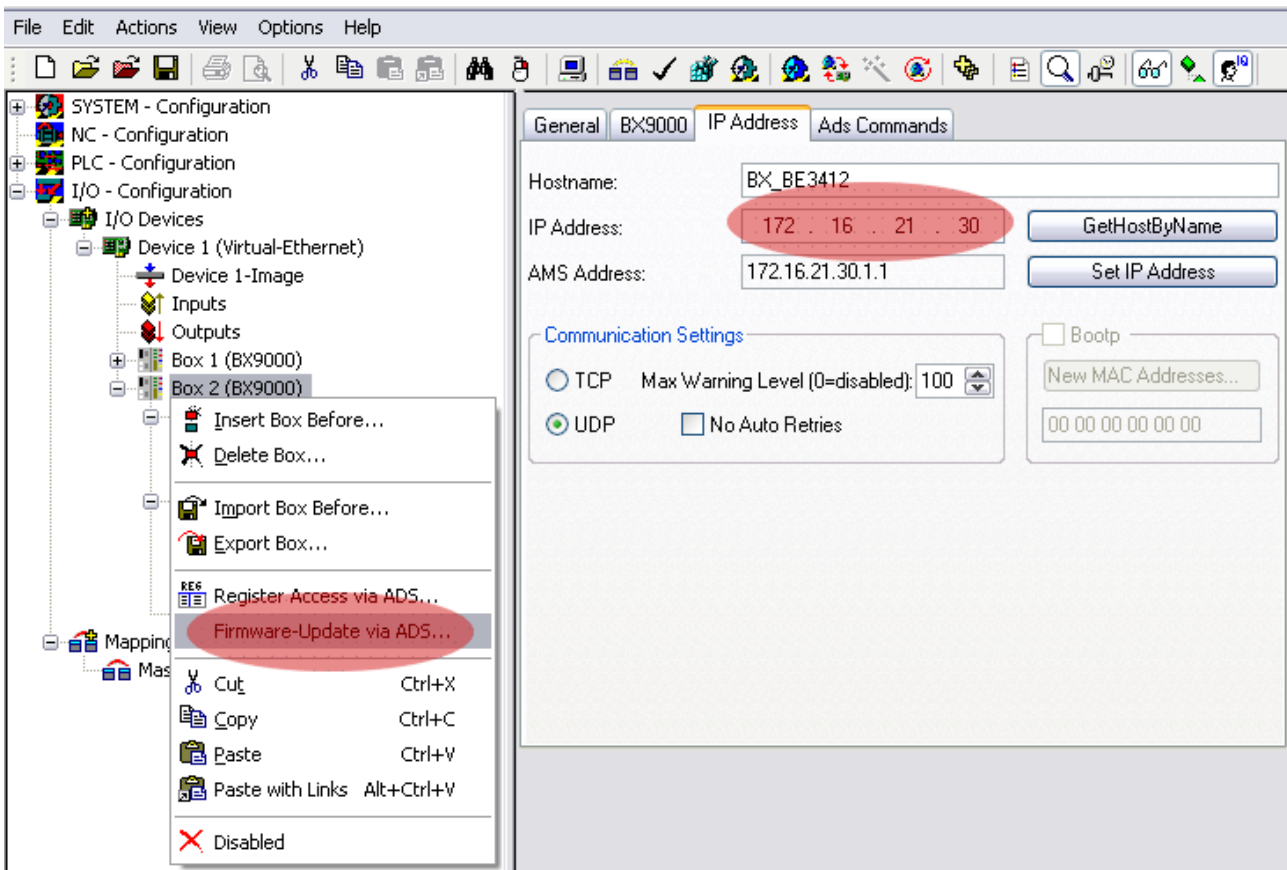 File Edit Actions View Options Help
SYSTEM - Configuration
NC - Configuration
PLC - Configuration
I/O - Configuration
I/O Devices
Device 1 (Virtual-Ethernet)
Device 1-Image
Inputs
Outputs
Box 1 (BX9000)
Box 2 (BX9000)
Insert Box Before...
Delete Box...
Import Box Before...
Export Box...
REG Register Access via ADS...
Firmware-Update via ADS...
Mapping
Mas
Cut Ctrl+X
Copy Ctrl+C
Paste Ctrl+V
Paste with Links Alt+Ctrl+V
Disabled
General BX9000 IP Address Ads Commands
Hostname: BX_BE3412
IP Address: 172 . 16 . 21 . 30 GetHostByName
AMS Address: 172.16.21.30.1.1 Set IP Address
Communication Settings
TCP Max Warning Level (0=disabled): 100
UDP No Auto Retries
Bootp
New MAC Addresses...
00 00 00 00 00 00